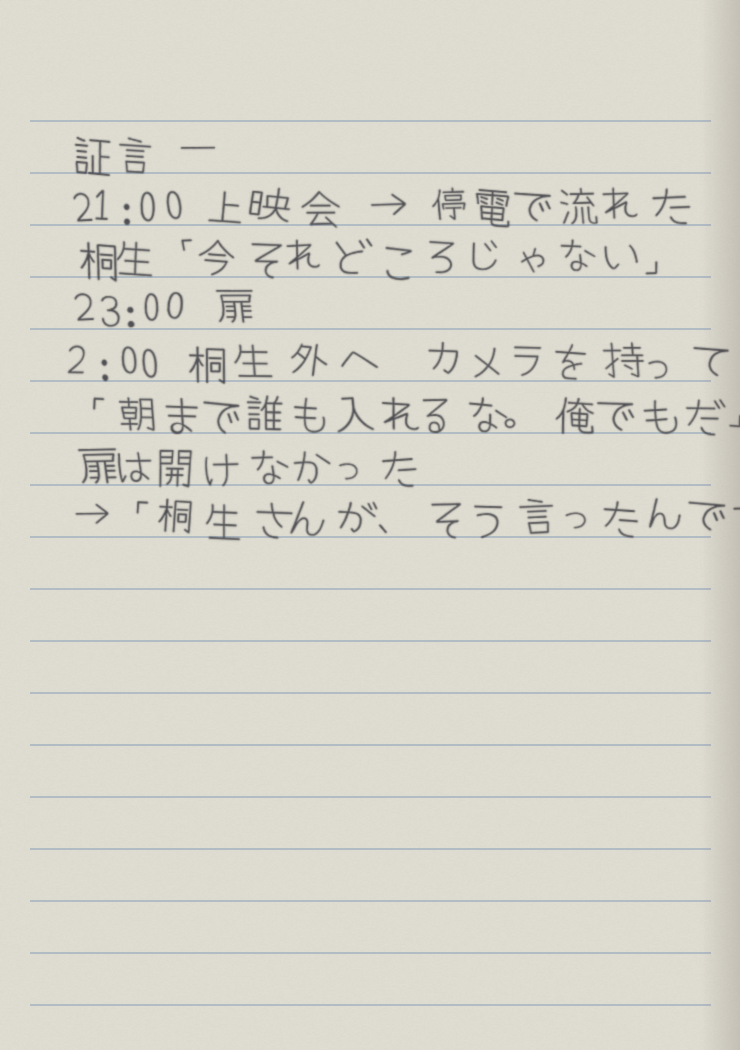 証言 一
21:00 上映会 → 停電で流れた
桐生「今それどころじゃない」
23:00 扉
2:00 桐生外へ カメラを持って
「朝まで誰も入れるな。俺でもだ」
扉は開けなかった
→「桐生さんが、そう言ったんで